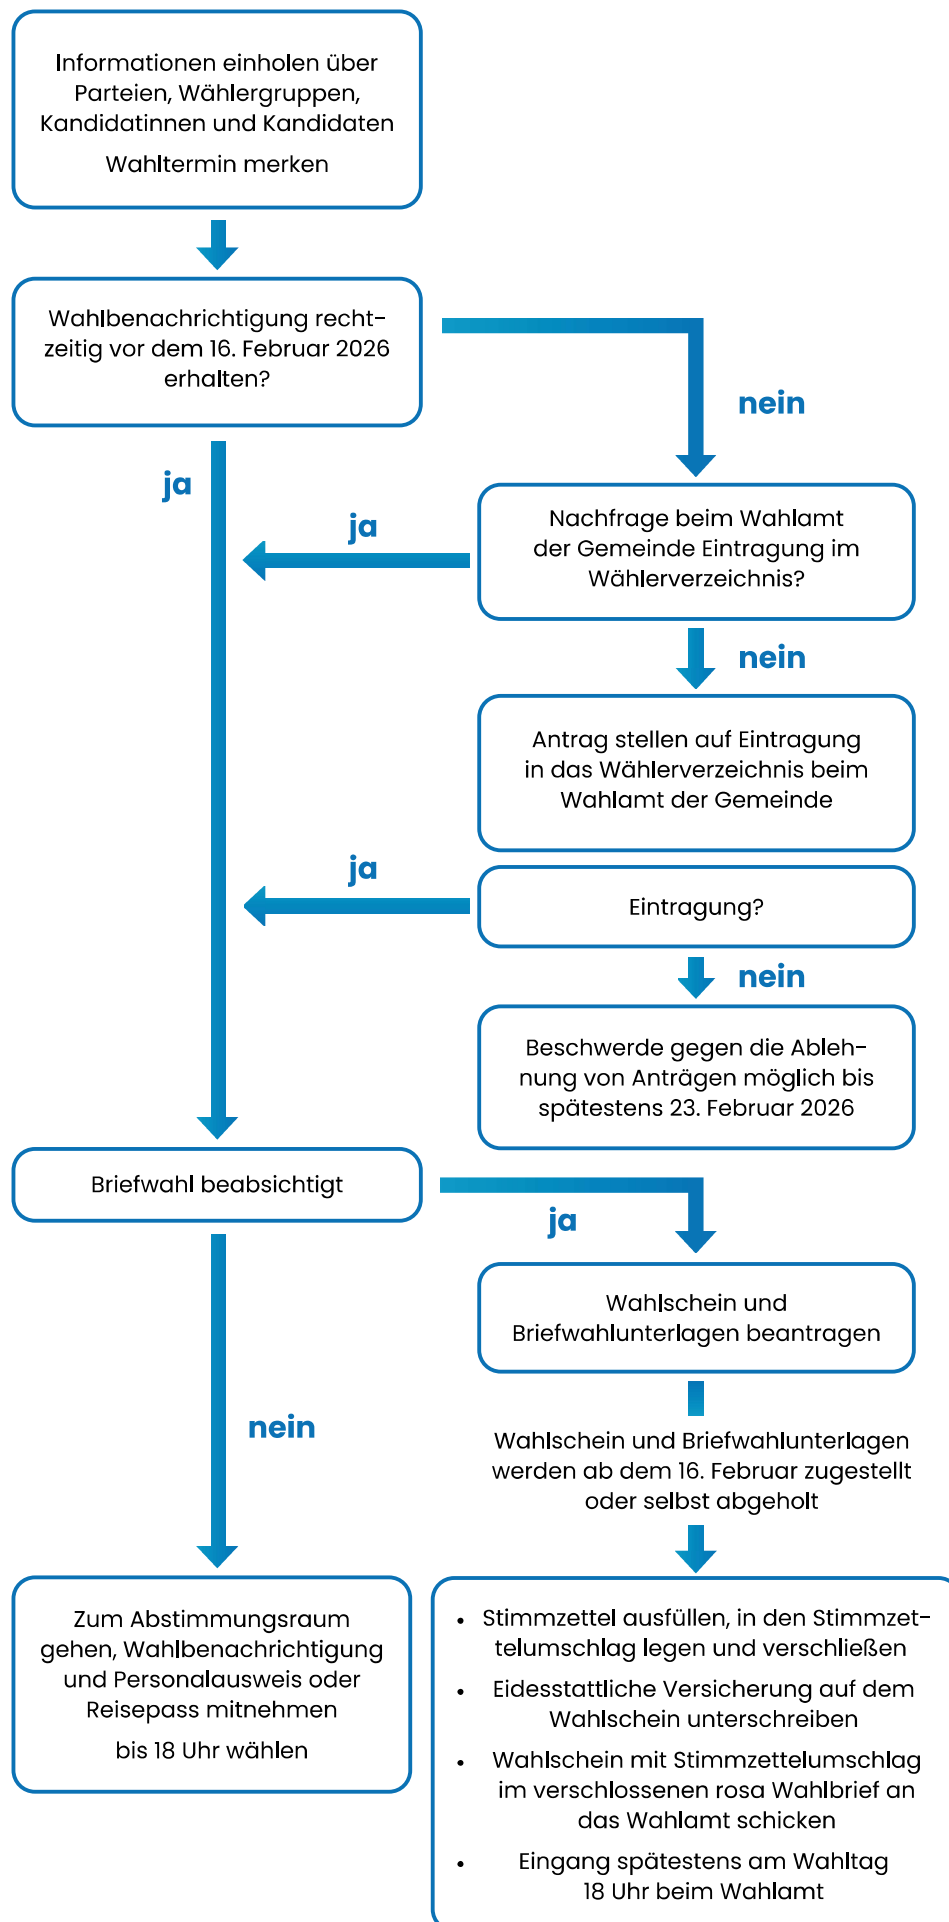 Informationen einholen über
Parteien, Wählergruppen,
Kandidatinnen und Kandidaten
Wahltermin merken
Wahlbenachrichtigung recht-
zeitig vor dem 16. Februar 2026
erhalten?
nein
ja
ja
Nachfrage beim Wahlamt
der Gemeinde Eintragung im
Wählerverzeichnis?
nein
Antrag stellen auf Eintragung
in das Wählerverzeichnis beim
Wahlamt der Gemeinde
ja
Eintragung?
nein
Beschwerde gegen die Ableh-
nung von Anträgen möglich bis
spätestens 23. Februar 2026
Briefwahl beabsichtigt
ja
Wahlschein und
Briefwahlunterlagen beantragen
nein
Wahlschein und Briefwahlunterlagen
werden ab dem 16. Februar zugestellt
oder selbst abgeholt
Zum Abstimmungsraum
gehen, Wahlbenachrichtigung
und Personalausweis oder
Reisepass mitnehmen
bis 18 Uhr wählen
• Stimmzettel ausfüllen, in den Stimmzet-
telumschlag legen und verschließen
• Eidesstattliche Versicherung auf dem
Wahlschein unterschreiben
• Wahlschein mit Stimmzettelumschlag
im verschlossenen rosa Wahlbrief an
das Wahlamt schicken
• Eingang spätestens am Wahltag
18 Uhr beim Wahlamt